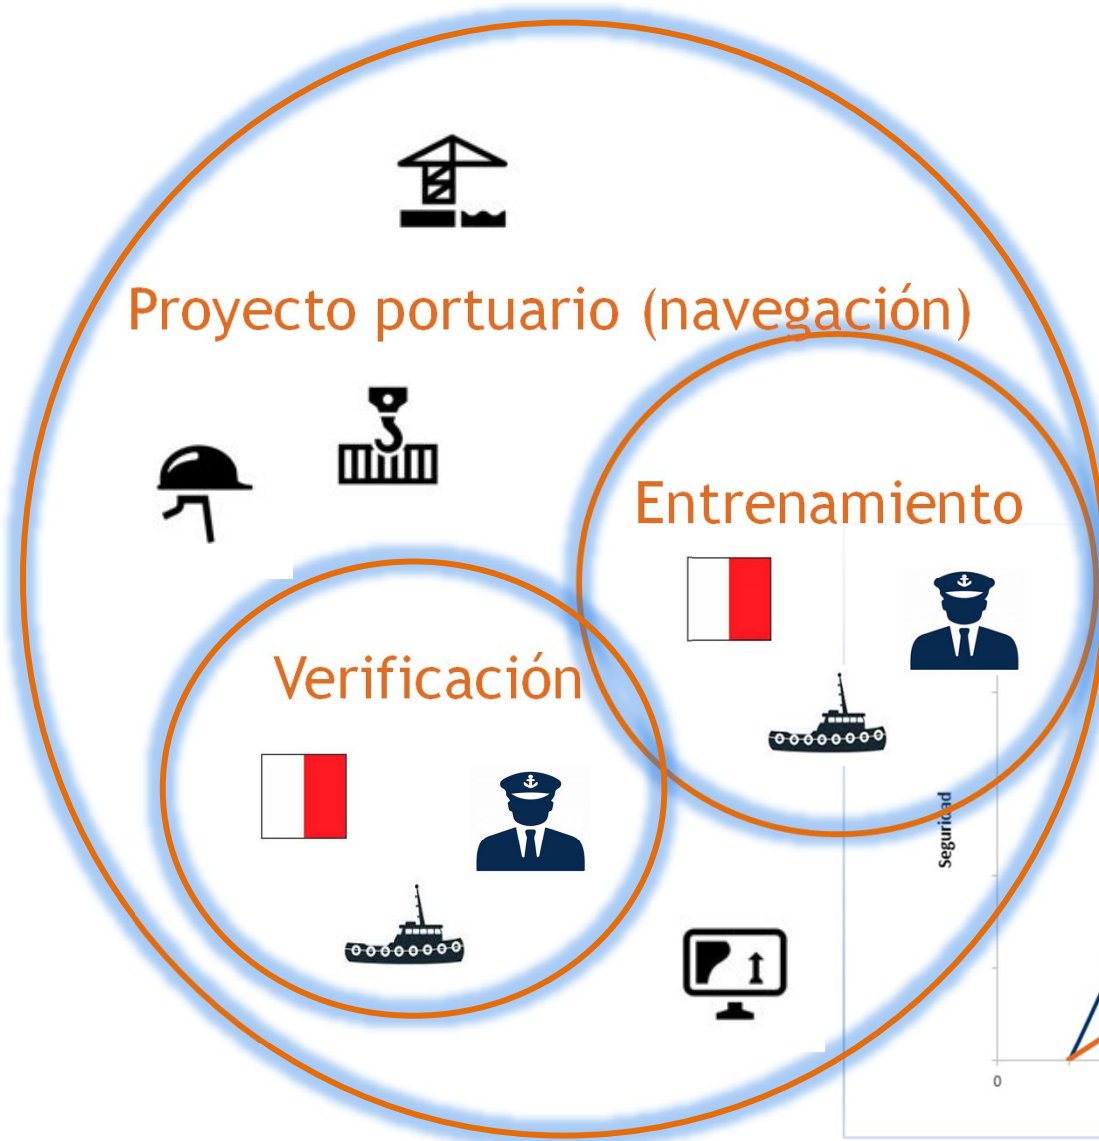 Proyecto portuario (navegación)
Entrenamiento
Verificación
Seguridad
0